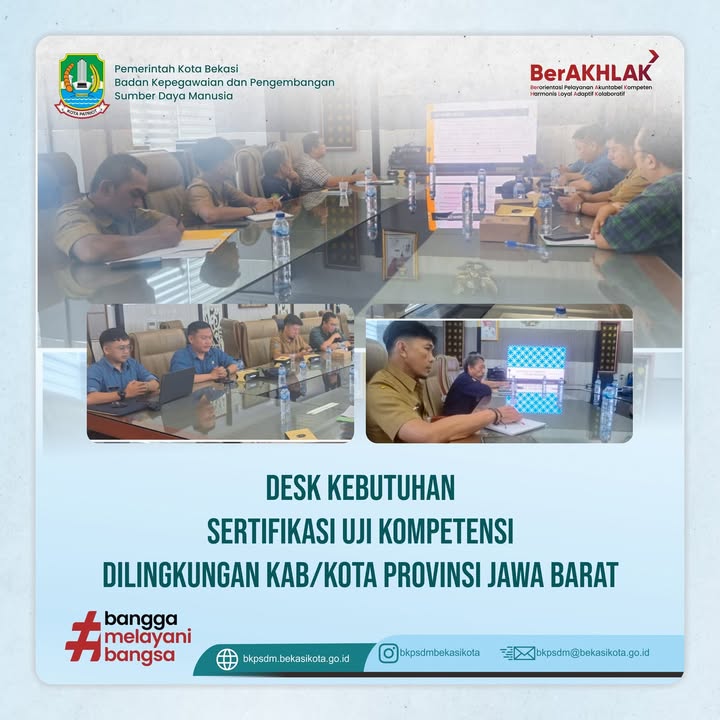 Pemerintah Kota Bekasi
Badan Kepegawaian dan Pengembangan
Sumber Daya Manusia
KOTA PATRIOT
BerAKHLAK
Berorientasi Pelayanan Akuntabel Kompeten
Harmonis Loyal Adaptif Kolaboratif
DESK KEBUTUHAN
SERTIFIKASI UJI KOMPETENSI
DILINGKUNGAN KAB/KOTA PROVINSI JAWA BARAT
#bangga
melayani
bangsa
bkpsdm.bekasikota.go.id
bkpsdmbekasikota
bkpsdm@bekasikota.go.id